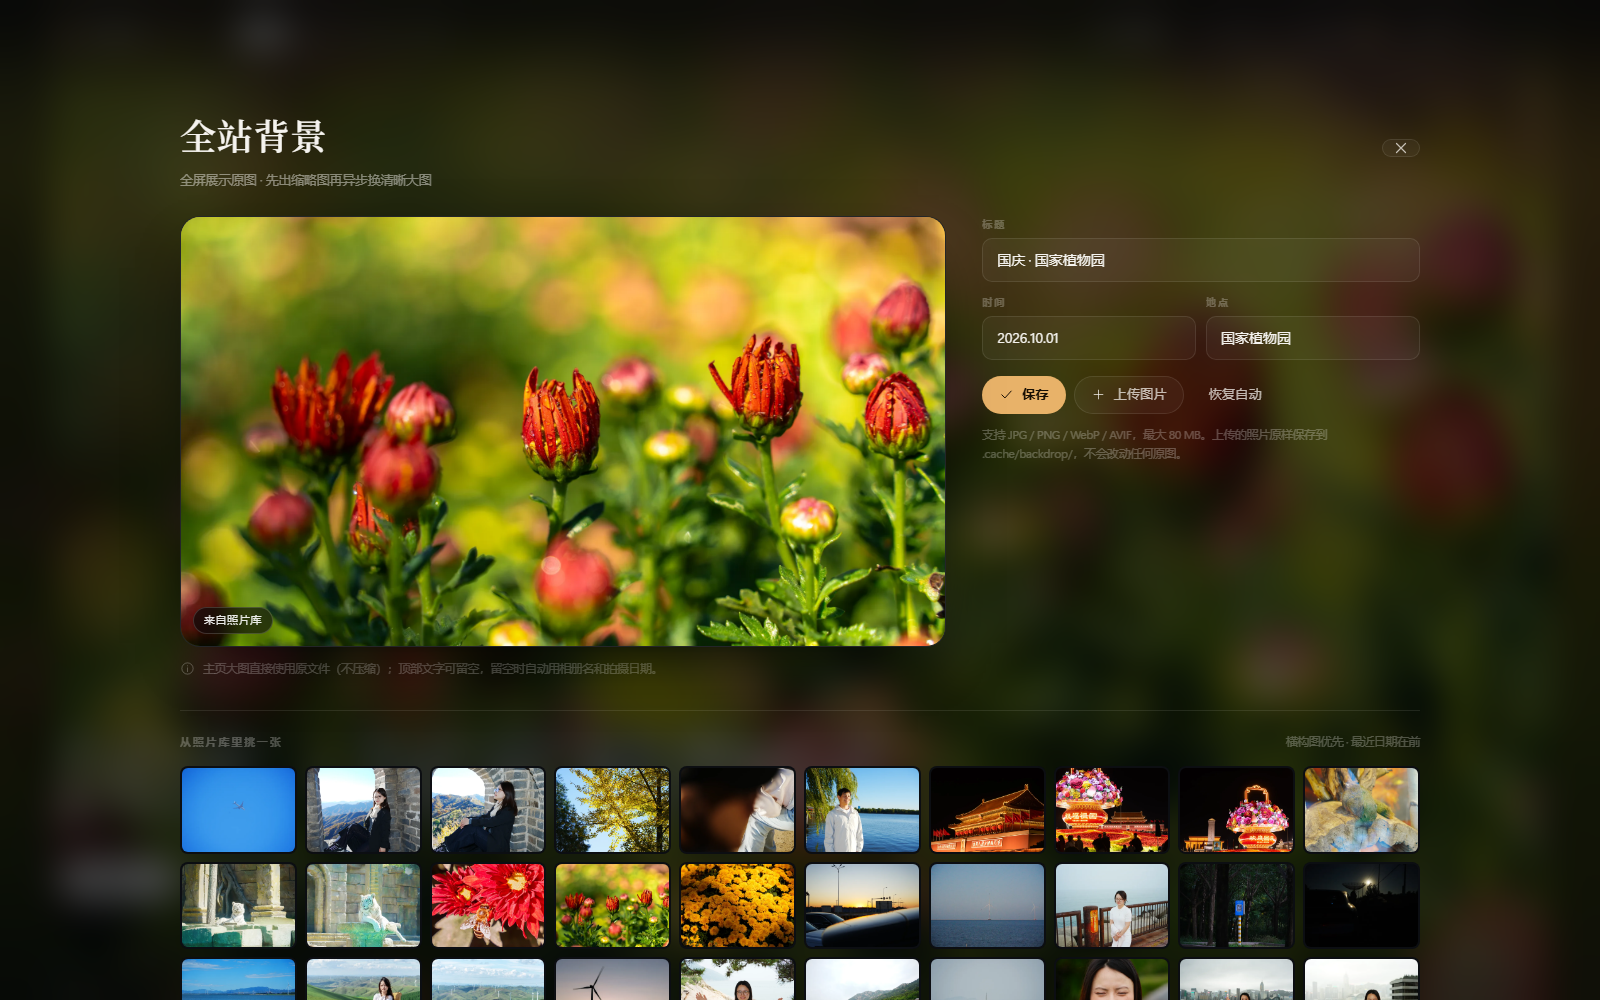 全站背景
全屏展示原图 · 先出缩略图再异步换清晰大图
标题
国庆 · 国家植物园
时间
地点
2026.10.01
国家植物园
保存
上传图片
恢复自动
支持 JPG / PNG / WebP / AVIF，最大 80 MB。上传的照片原样保存到
.cache/backdrop/，不会改动任何原图。
来自照片库
主页大图直接使用原文件（不压缩）；顶部文字可留空，留空时自动用相册名和拍摄日期。
从照片库里挑一张
横构图优先 · 最近日期在前